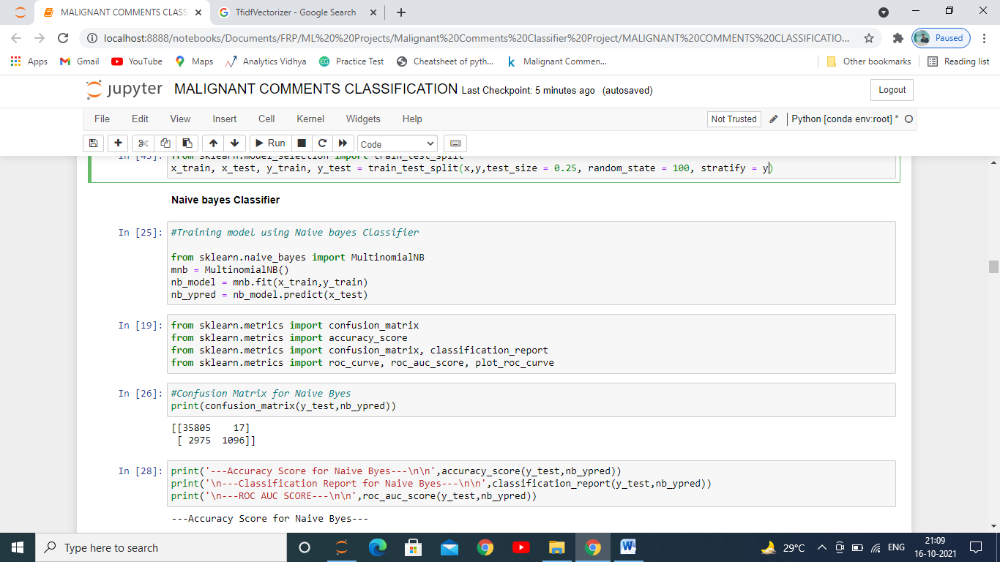 MALIGNANT COMMENTS CLASS
TfidfVectorizer - Google Search
localhost:8888/notebooks/Documents/FRP/ML%20%20Projects/Malignant%20Comments%20Classifier%20Project/MALIGNANT%20COMMENTS%20CLASSIFICATIO...
Paused
Apps
Gmail
YouTube
Maps
Analytics Vidhya
Practice Test
Cheatsheet of pyth...
Malignant Commen...
Other bookmarks
Reading list
jupyter MALIGNANT COMMENTS CLASSIFICATION Last Checkpoint: 5 minutes ago (autosaved)
Logout
File Edit View Insert Cell Kernel Widgets Help
Not Trusted
Python [conda env:root] *
Run
Code
In [45]: from sklearn.model_selection import train_test_split
x_train, x_test, y_train, y_test = train_test_split(x,y,test_size = 0.25, random_state = 100, stratify = y)
Naive bayes Classifier
In [25]: #Training model using Naive bayes Classifier
from sklearn.naive_bayes import MultinomialNB
mnb = MultinomialNB()
nb_model = mnb.fit(x_train,y_train)
nb_ypred = nb_model.predict(x_test)
In [19]: from sklearn.metrics import confusion_matrix
from sklearn.metrics import accuracy_score
from sklearn.metrics import confusion_matrix, classification_report
from sklearn.metrics import roc_curve, roc_auc_score, plot_roc_curve
In [26]: #Confusion Matrix for Naive Byes
print(confusion_matrix(y_test,nb_ypred))
[[35805    17]
 [ 2975  1096]]
In [28]: print('---Accuracy Score for Naive Byes---\n\n',accuracy_score(y_test,nb_ypred))
print('\n---Classification Report for Naive Byes---\n\n',classification_report(y_test,nb_ypred))
print('\n---ROC AUC SCORE---\n\n',roc_auc_score(y_test,nb_ypred))
---Accuracy Score for Naive Byes---
Type here to search
29°C
ENG
21:09
16-10-2021